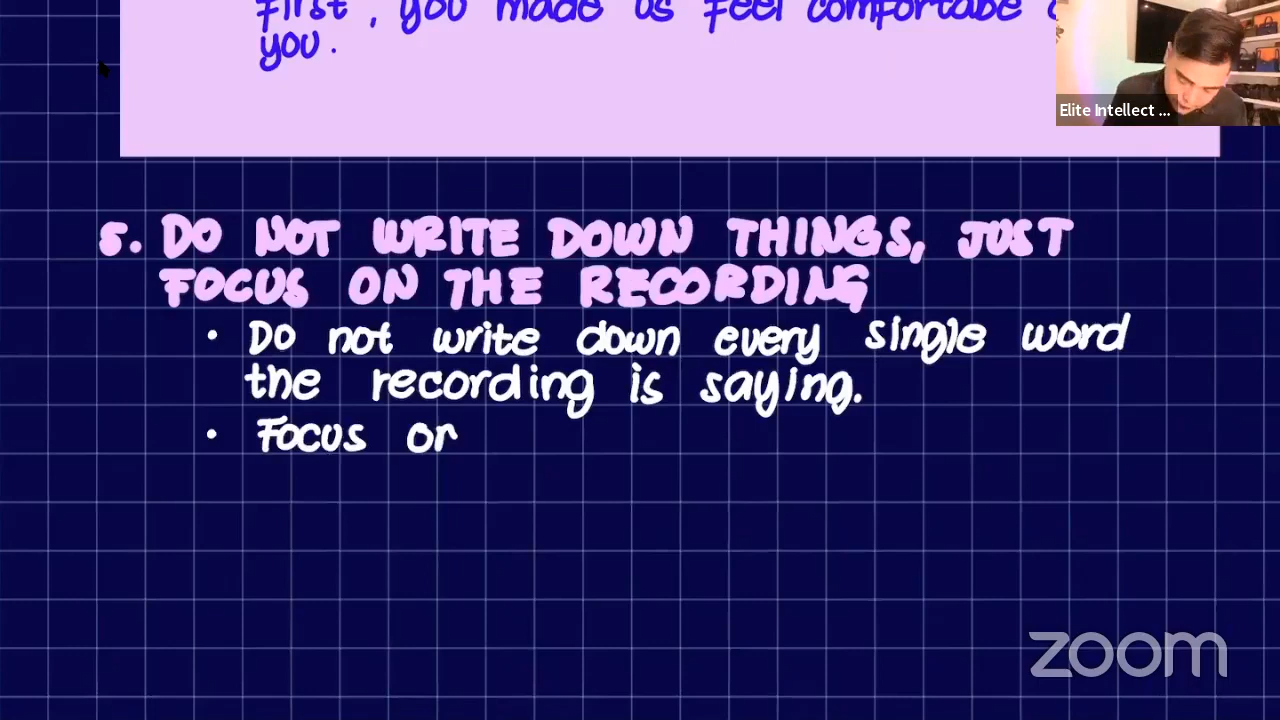 First, you made us feel comfortabe
you.
Elite Intellect ...
5. DO NOT WRITE DOWN THINGS, JUST
FOCUS ON THE RECORDING
• Do not write down every single word
the recording is saying.
• Focus or
zoom